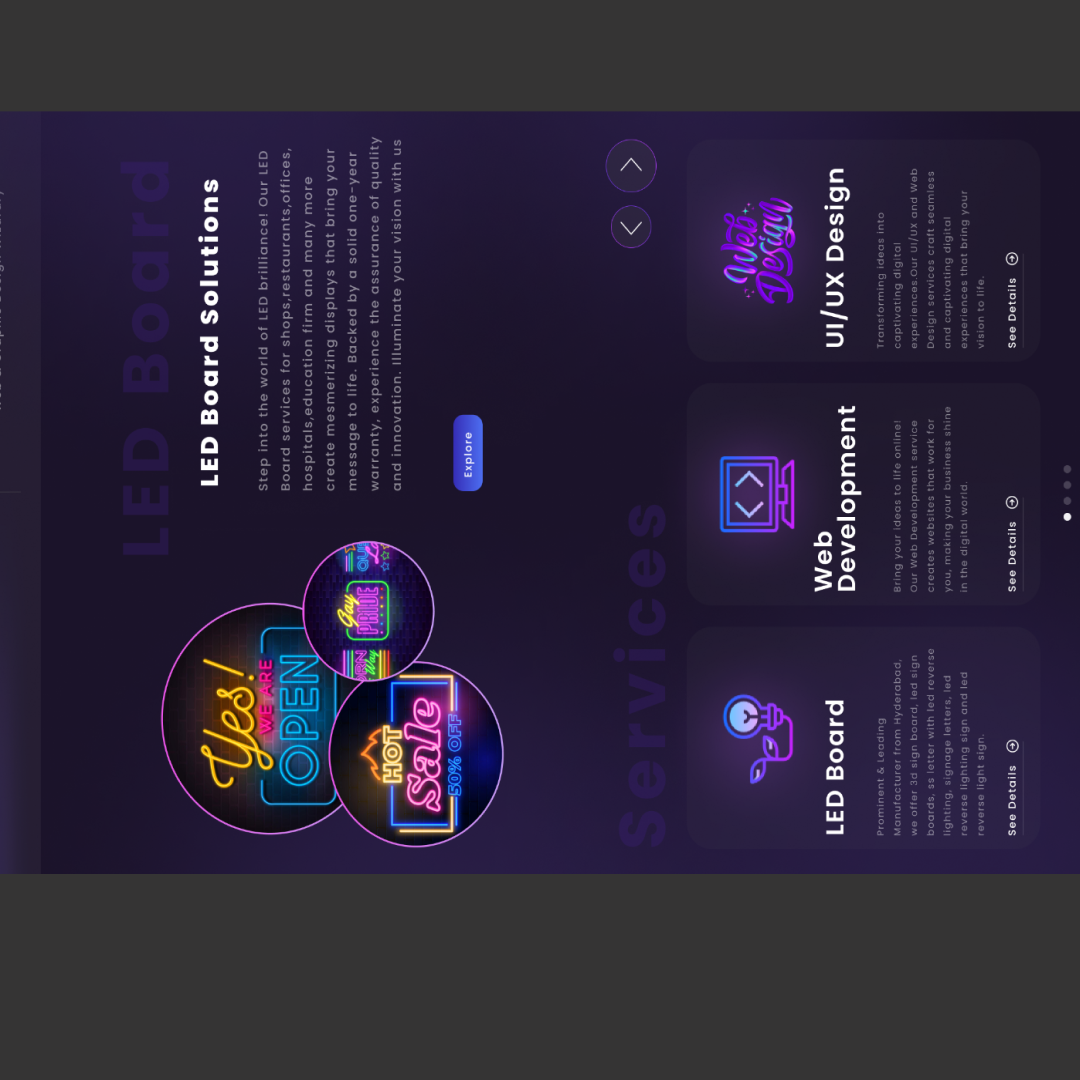 LED Board
LED Board Solutions
Step into the world of LED brilliance! Our LED
Board services for shops,restaurants,offices,
hospitals,education firm and many more
create mesmerizing displays that bring your
message to life. Backed by a solid one-year
warranty, experience the assurance of quality
and innovation. Illuminate your vision with us
Explore
Yes!
WE ARE
OPEN
Gay
PRIDE
Way
HOT
Sale
50% OFF
Services
LED Board
Prominent & Leading
Manufacturer from Hyderabad,
we offer 3d sign board, led sign
boards, ss letter with led reverse
lighting, signage letters, led
reverse lighting sign and led
reverse light sign.
See Details
Web
Development
Bring your ideas to life online!
Our Web Development service
creates websites that work for
you, making your business shine
in the digital world.
See Details
Web
Design
UI/UX Design
Transforming ideas into
captivating digital
experiences.Our UI/UX and Web
Design services craft seamless
and captivating digital
experiences that bring your
vision to life.
See Details